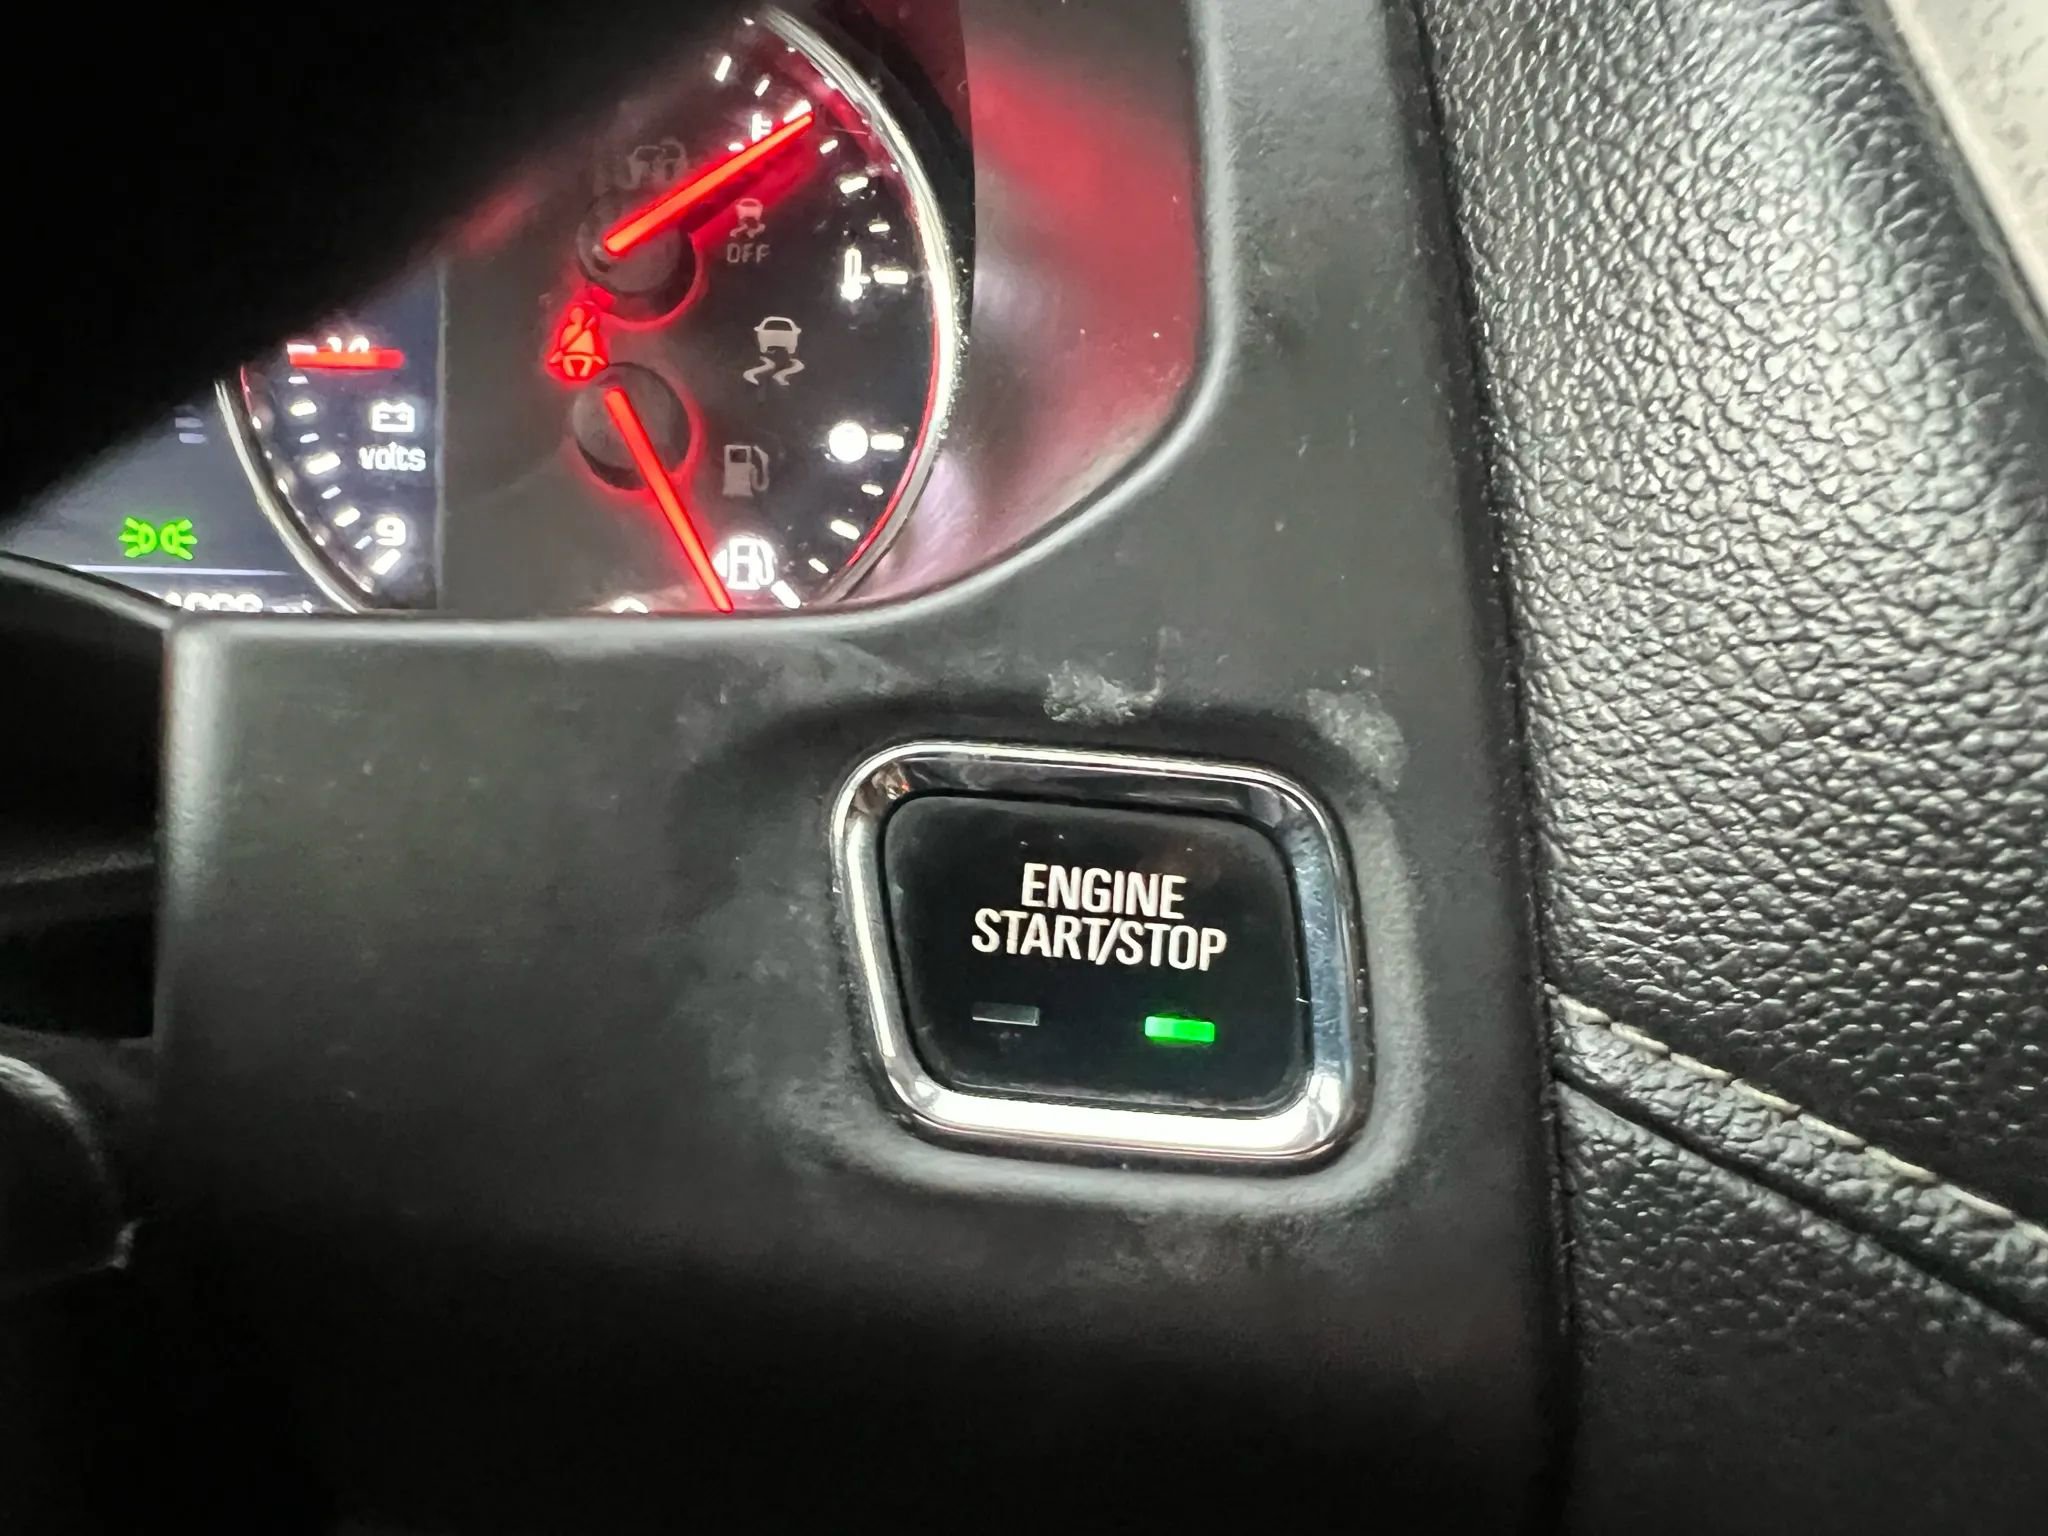 OFF
volts
9
ENGINE
START/STOP